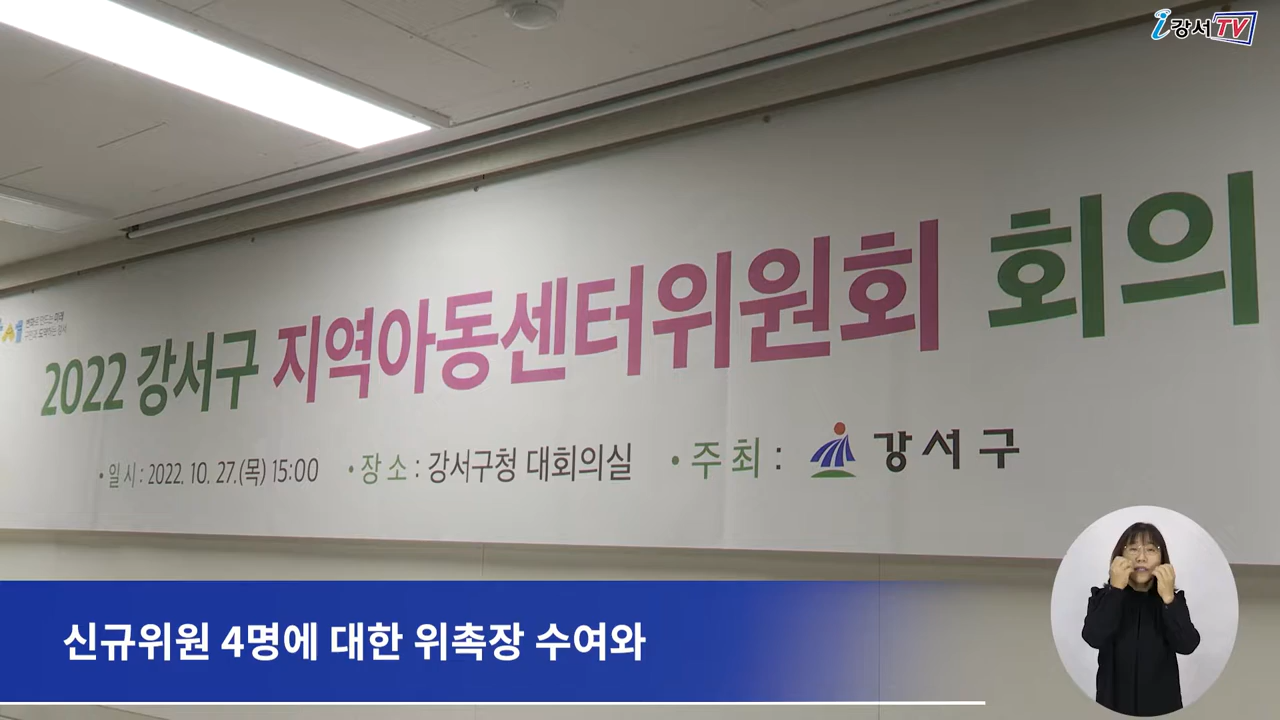 i강서TV
2022 강서구 지역아동센터위원회 회의
• 일 시 : 2022. 10. 27.(목) 15:00 • 장 소 : 강서구청 대회의실 • 주 최 : 강서구
신규위원 4명에 대한 위촉장 수여와